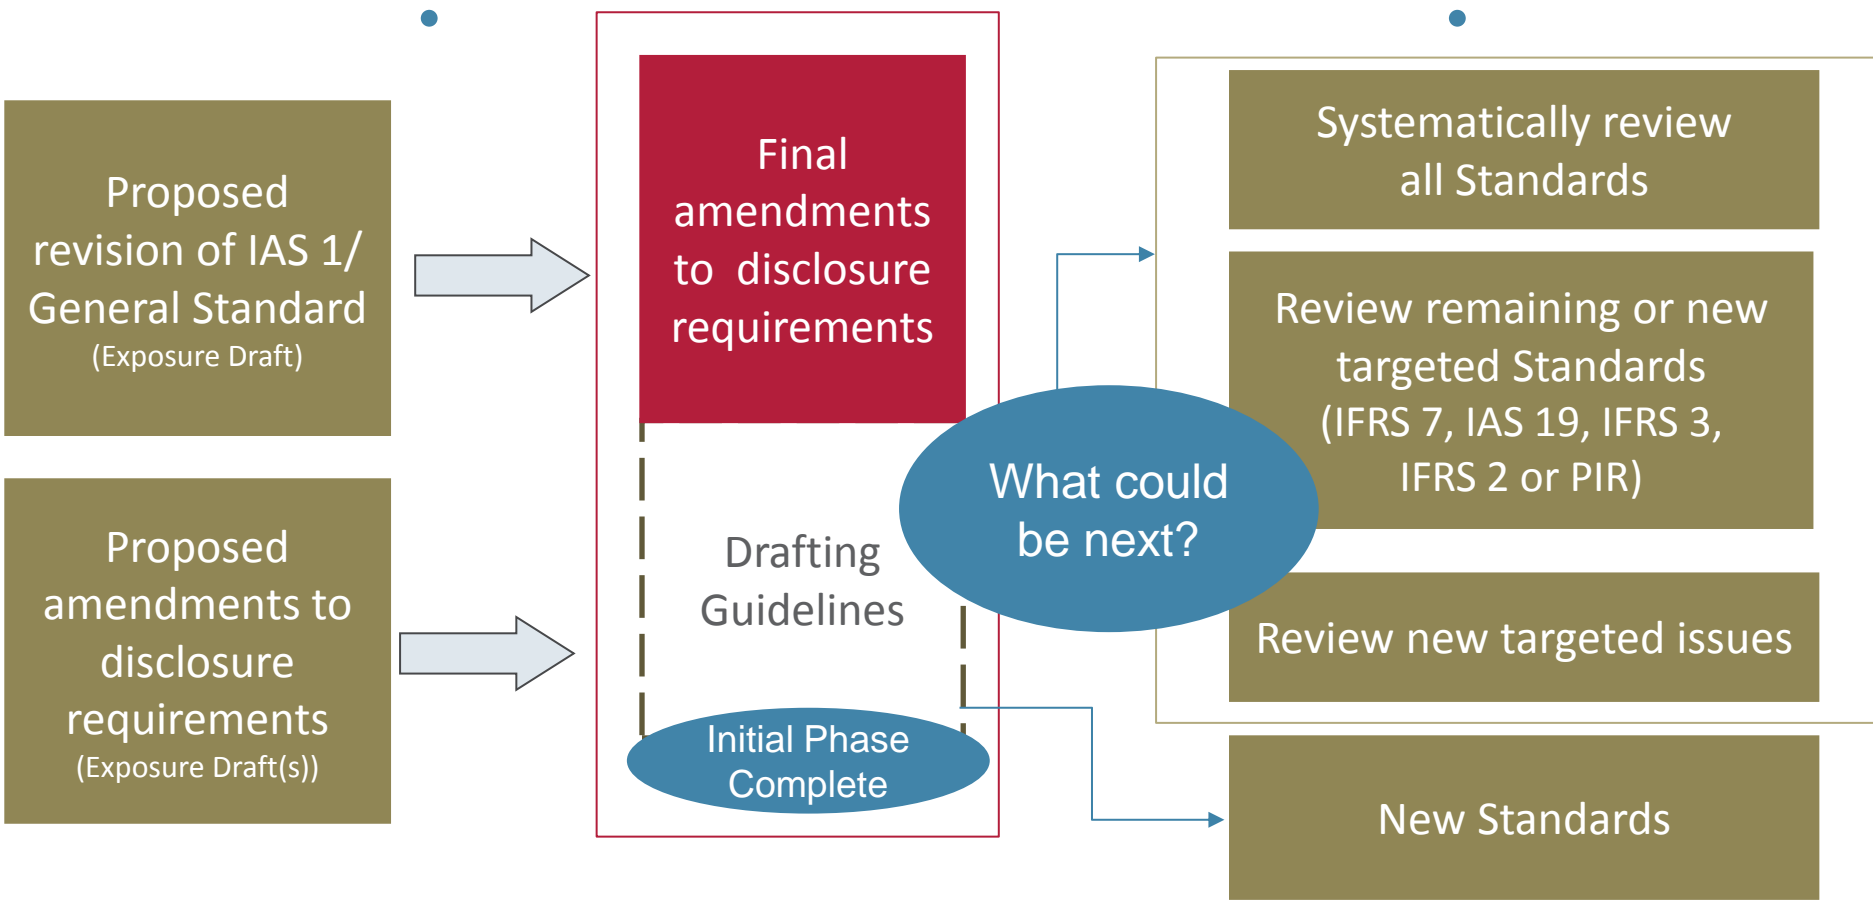 Proposed
revision of IAS 1/
General Standard
(Exposure Draft)
Proposed
amendments to
disclosure
requirements
(Exposure Draft(s))
Final
amendments
to disclosure
requirements
Drafting
Guidelines
Initial Phase
Complete
What could
be next?
Systematically review
all Standards
Review remaining or new
targeted Standards
(IFRS 7, IAS 19, IFRS 3,
IFRS 2 or PIR)
Review new targeted issues
New Standards